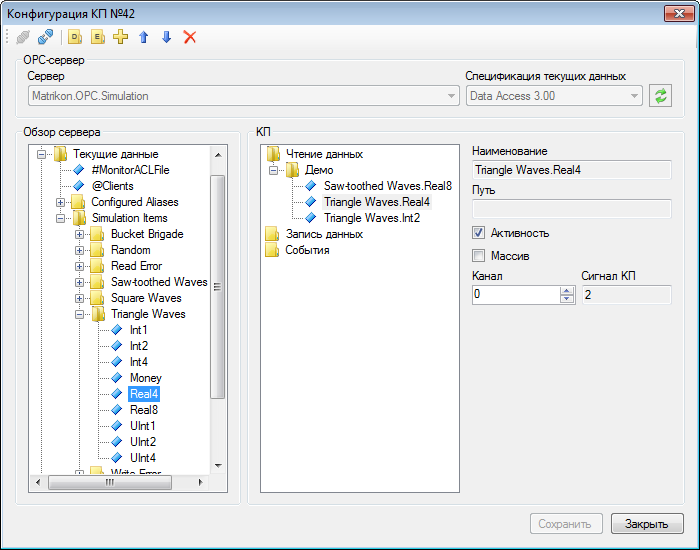 Конфигурация КП №42
D
E
OPC-сервер
Сервер
Спецификация текущих данных
Matrikon.OPC.Simulation
Data Access 3.00
Обзор сервера
Текущие данные
#MonitorACLFile
@Clients
Configured Aliases
Simulation Items
Bucket Brigade
Random
Read Error
Saw-toothed Waves
Square Waves
Triangle Waves
Int1
Int2
Int4
Money
Real4
Real8
UInt1
UInt2
UInt4
Write Error
КП
Чтение данных
Демо
Saw-toothed Waves.Real8
Triangle Waves.Real4
Triangle Waves.Int2
Запись данных
События
Наименование
Triangle Waves.Real4
Путь
Активность
Массив
Канал
Сигнал КП
0
2
Сохранить
Закрыть